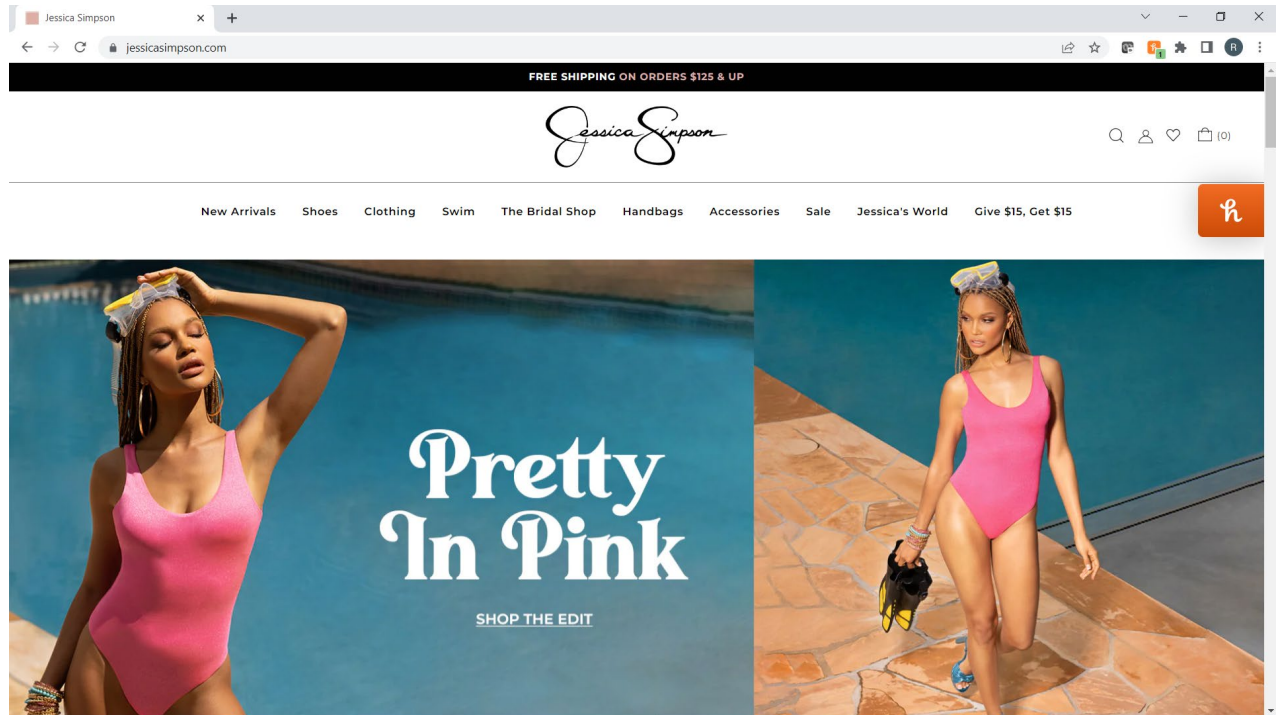 Jessica Simpson
jessicasimpson.com
1
R
FREE SHIPPING ON ORDERS $125 & UP
Jessica Simpson
(0)
New Arrivals Shoes Clothing Swim The Bridal Shop Handbags Accessories Sale Jessica's World Give $15, Get $15
h
Pretty
In Pink
SHOP THE EDIT